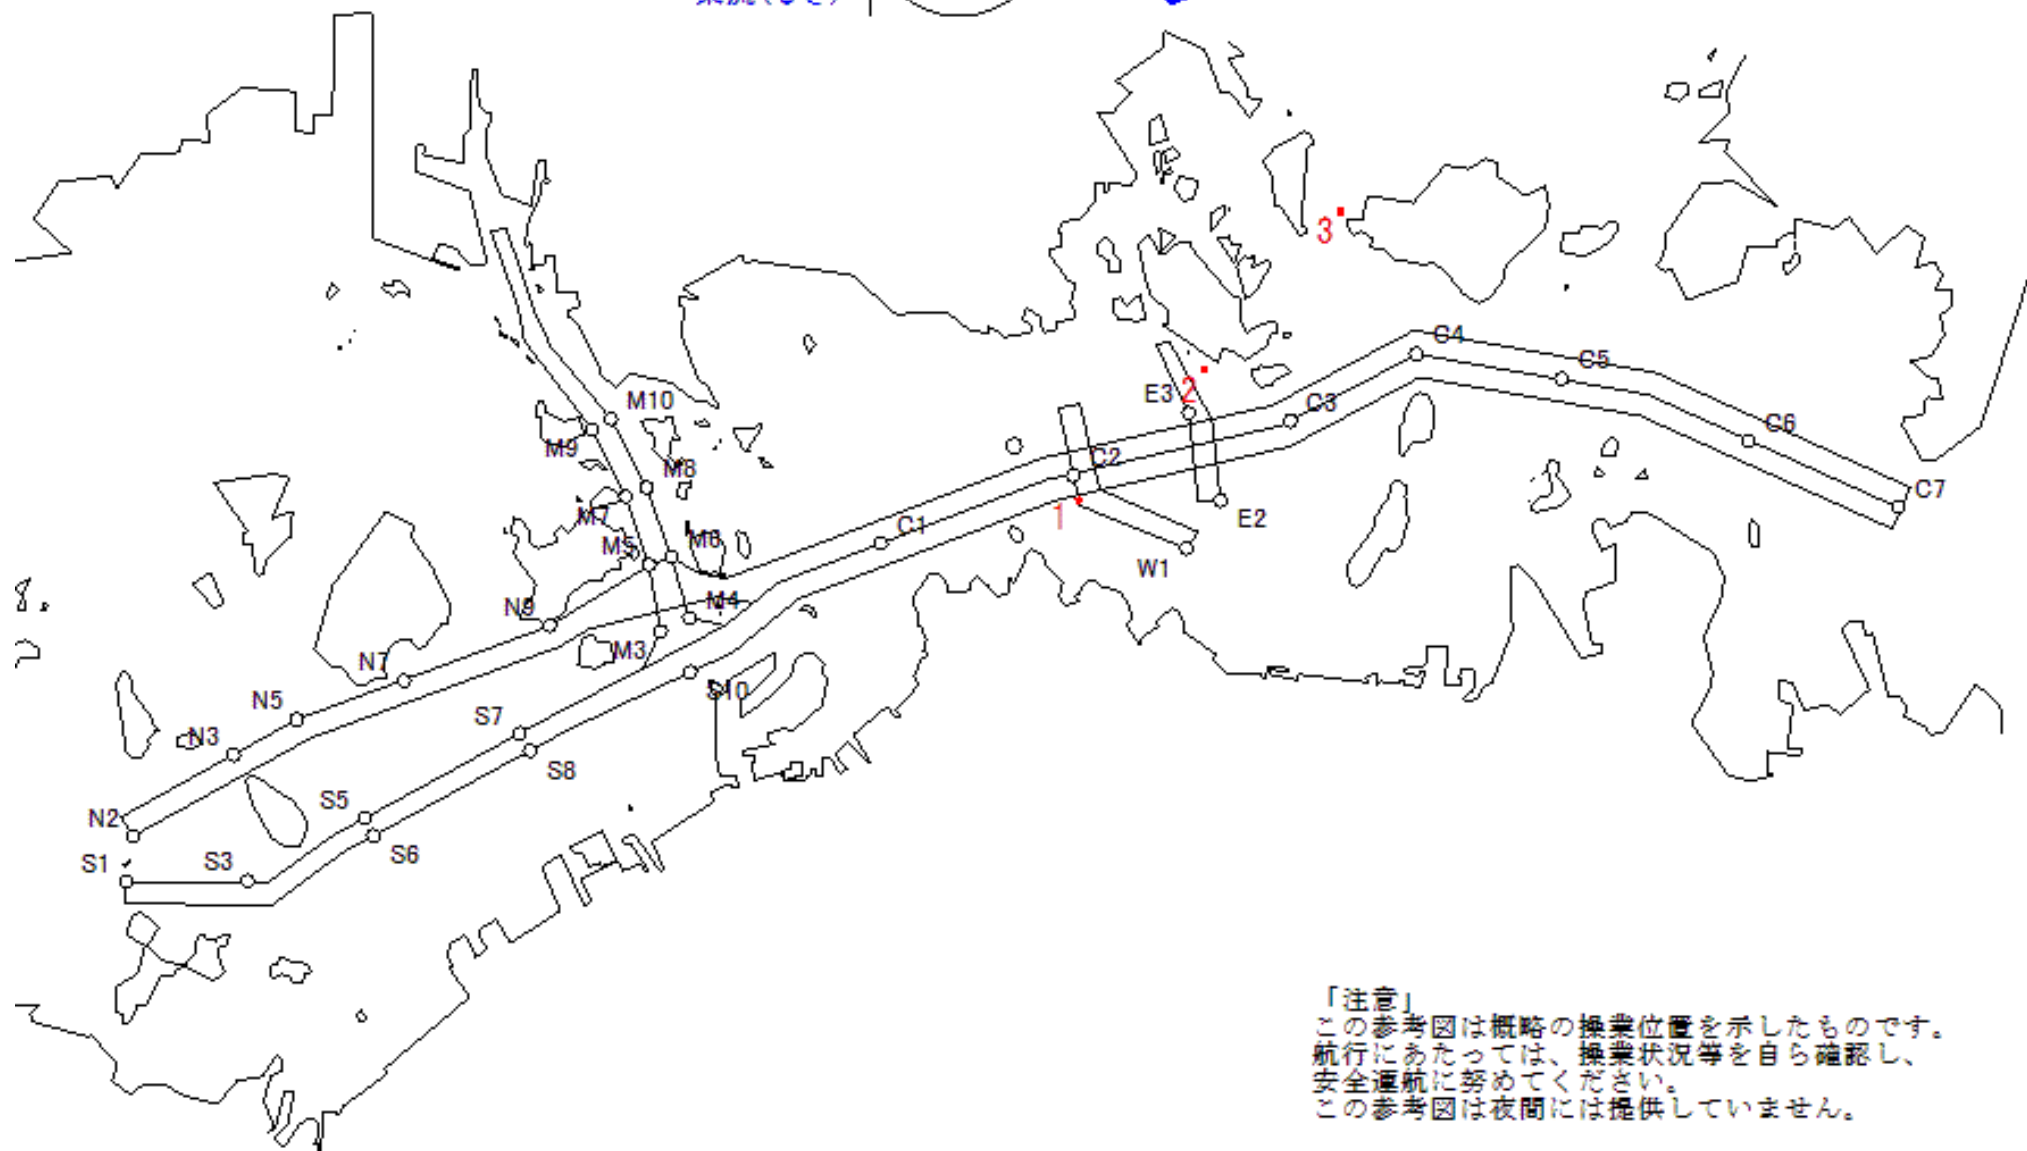 C4
C5
3
M10
E3
2
C3
C6
M9
M8
C2
C7
M7
1
E2
C1
M5
M6
W1
N9
M4
M3
N7
S10
N5
S7
N3
S8
S5
N2
S6
S1
S3
「注意」
この参考図は概略の操業位置を示したものです。
航行にあたっては、操業状況等を自ら確認し、
安全運航に努めてください。
この参考図は夜間には提供していません。